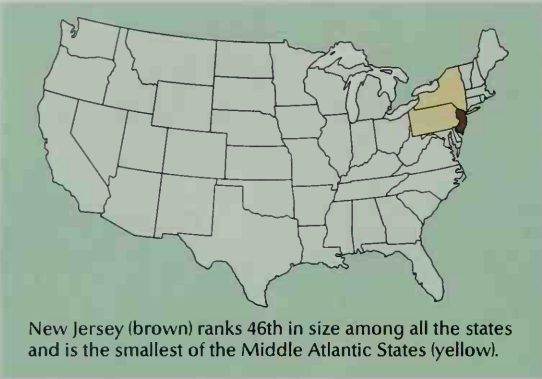 New Jersey (brown) ranks 46th in size among all the states
and is the smallest of the Middle Atlantic States (yellow).